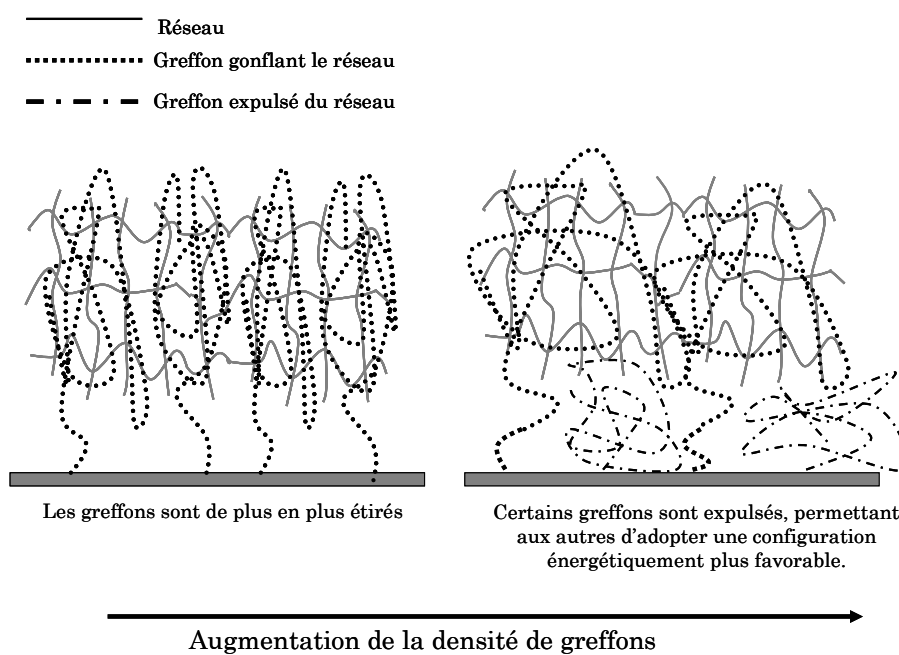 Réseau
Greffon gonflant le réseau
Greffon expulsé du réseau
Les greffons sont de plus en plus étirés
Certains greffons sont expulsés, permettant
aux autres d'adopter une configuration
énergétiquement plus favorable.
Augmentation de la densité de greffons